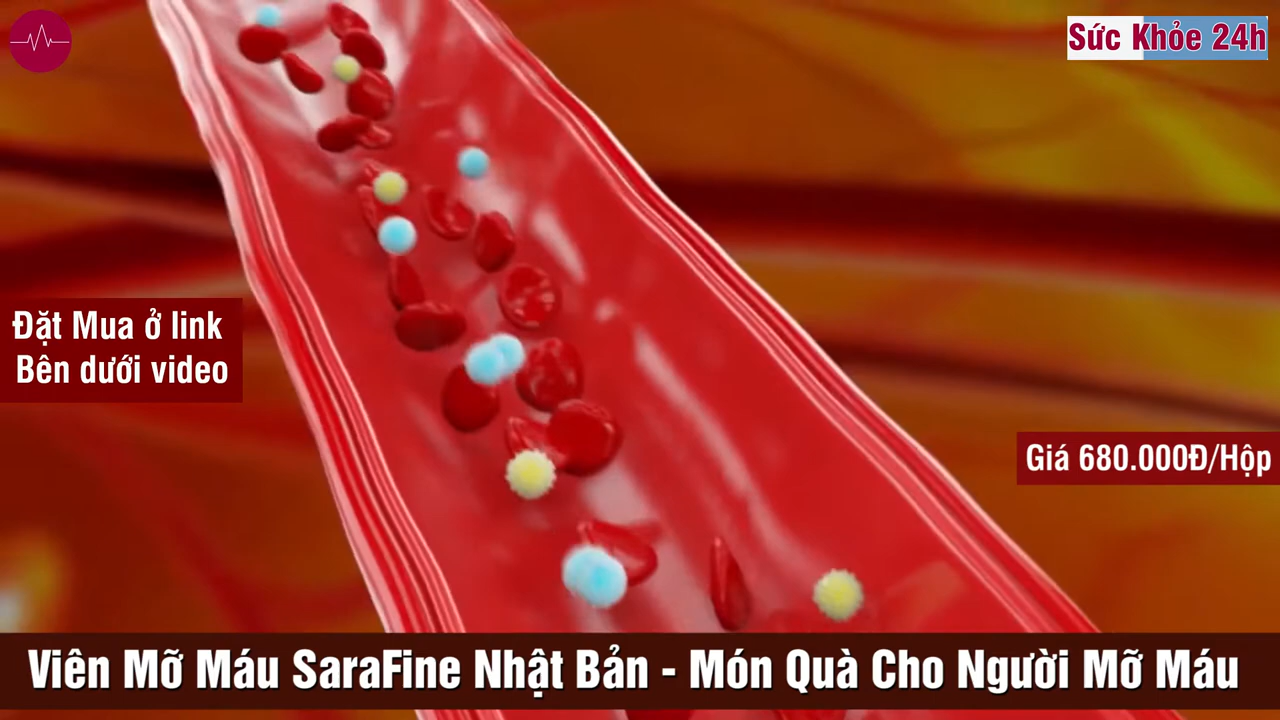 Sức Khỏe 24h
Đặt Mua ở link
Bên dưới video
Giá 680.000Đ/Hộp
Viên Mỡ Máu SaraFine Nhật Bản - Món Quà Cho Người Mỡ Máu